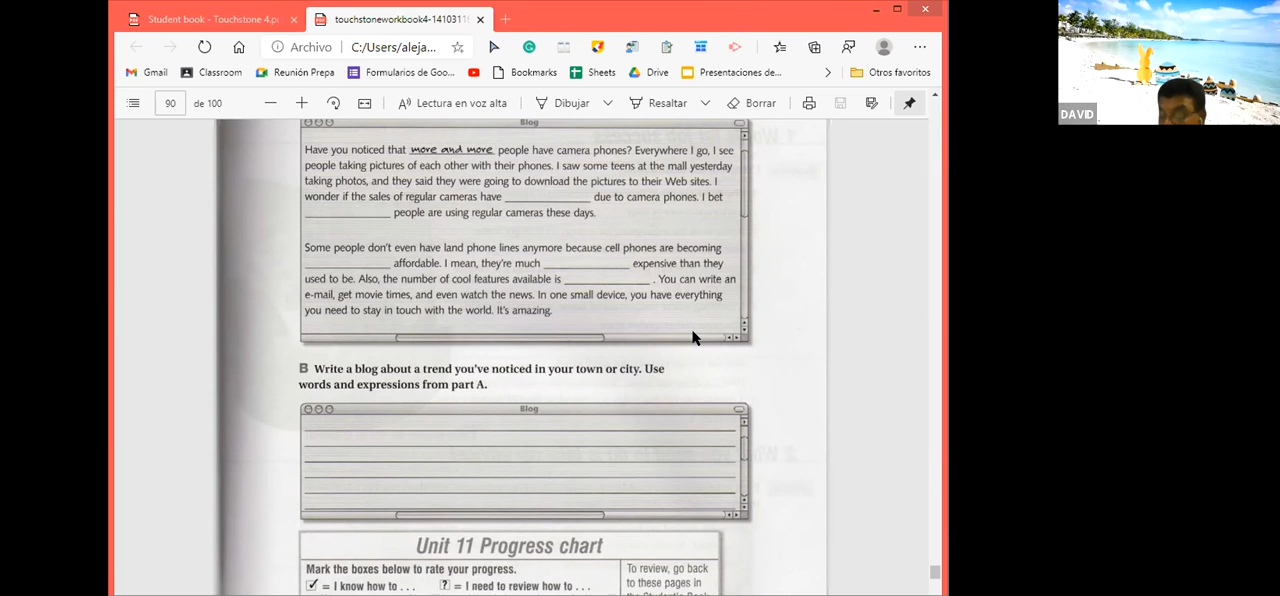 Student book - Touchstone 4.p
touchstoneworkbook4-1410311
Archivo C:/Users/aleja...
Gmail Classroom Reunión Prepa Formularios de Goo... Bookmarks Sheets Drive Presentaciones de... Otros favoritos
90 de 100 Lectura en voz alta Dibujar Resaltar Borrar
DAVID
Blog
Have you noticed that more and more people have camera phones? Everywhere I go, I see
people taking pictures of each other with their phones. I saw some teens at the mall yesterday
taking photos, and they said they were going to download the pictures to their Web sites. I
wonder if the sales of regular cameras have ____________ due to camera phones. I bet
____________ people are using regular cameras these days.
Some people don't even have land phone lines anymore because cell phones are becoming
____________ affordable. I mean, they're much ____________ expensive than they
used to be. Also, the number of cool features available is ____________ . You can write an
e-mail, get movie times, and even watch the news. In one small device, you have everything
you need to stay in touch with the world. It's amazing.
B Write a blog about a trend you've noticed in your town or city. Use
words and expressions from part A.
Blog
Unit 11 Progress chart
Mark the boxes below to rate your progress.
✓ = I know how to . . . ? = I need to review how to . . .
To review, go back
to these pages in